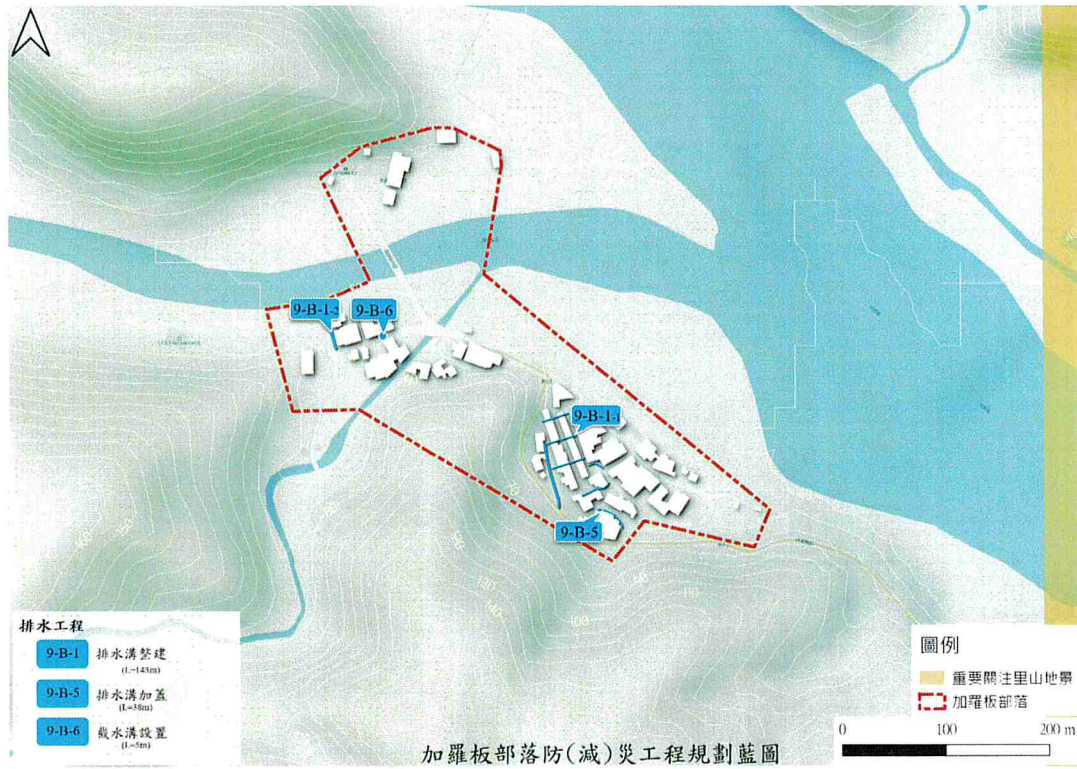 9-B-1-2
9-B-6
9-B-1-1
9-B-5
排水工程
9-B-1 排水溝整建
(L=143m)
9-B-5 排水溝加蓋
(L=38m)
9-B-6 截水溝設置
(L=5m)
圖例
重要關注里山地景
加羅板部落
0 100 200 m
加羅板部落防(減)災工程規劃藍圖